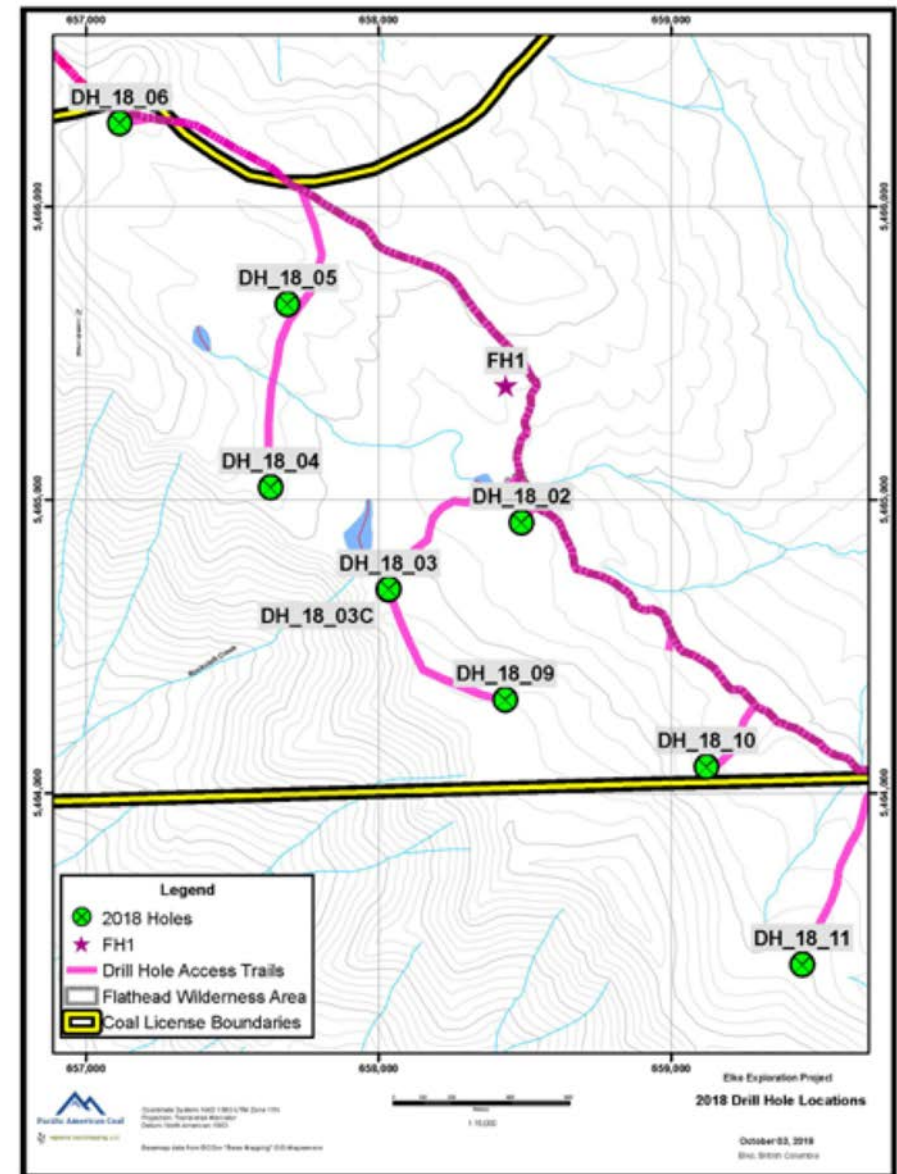 657,000 658,000 659,000
DH_18_06
5,466,000 5,466,000
DH_18_05
FH1
DH_18_04
DH_18_02
5,465,000 5,465,000
DH_18_03
DH_18_03C
DH_18_09
DH_18_10
5,464,000 5,464,000
DH_18_11
Legend
2018 Holes
FH1
Drill Hole Access Trails
Flathead Wilderness Area
Coal License Boundaries
657,000 658,000 659,000
Pacific American Coal
Elko Exploration Project
2018 Drill Hole Locations
October 03, 2018
Elko, British Columbia